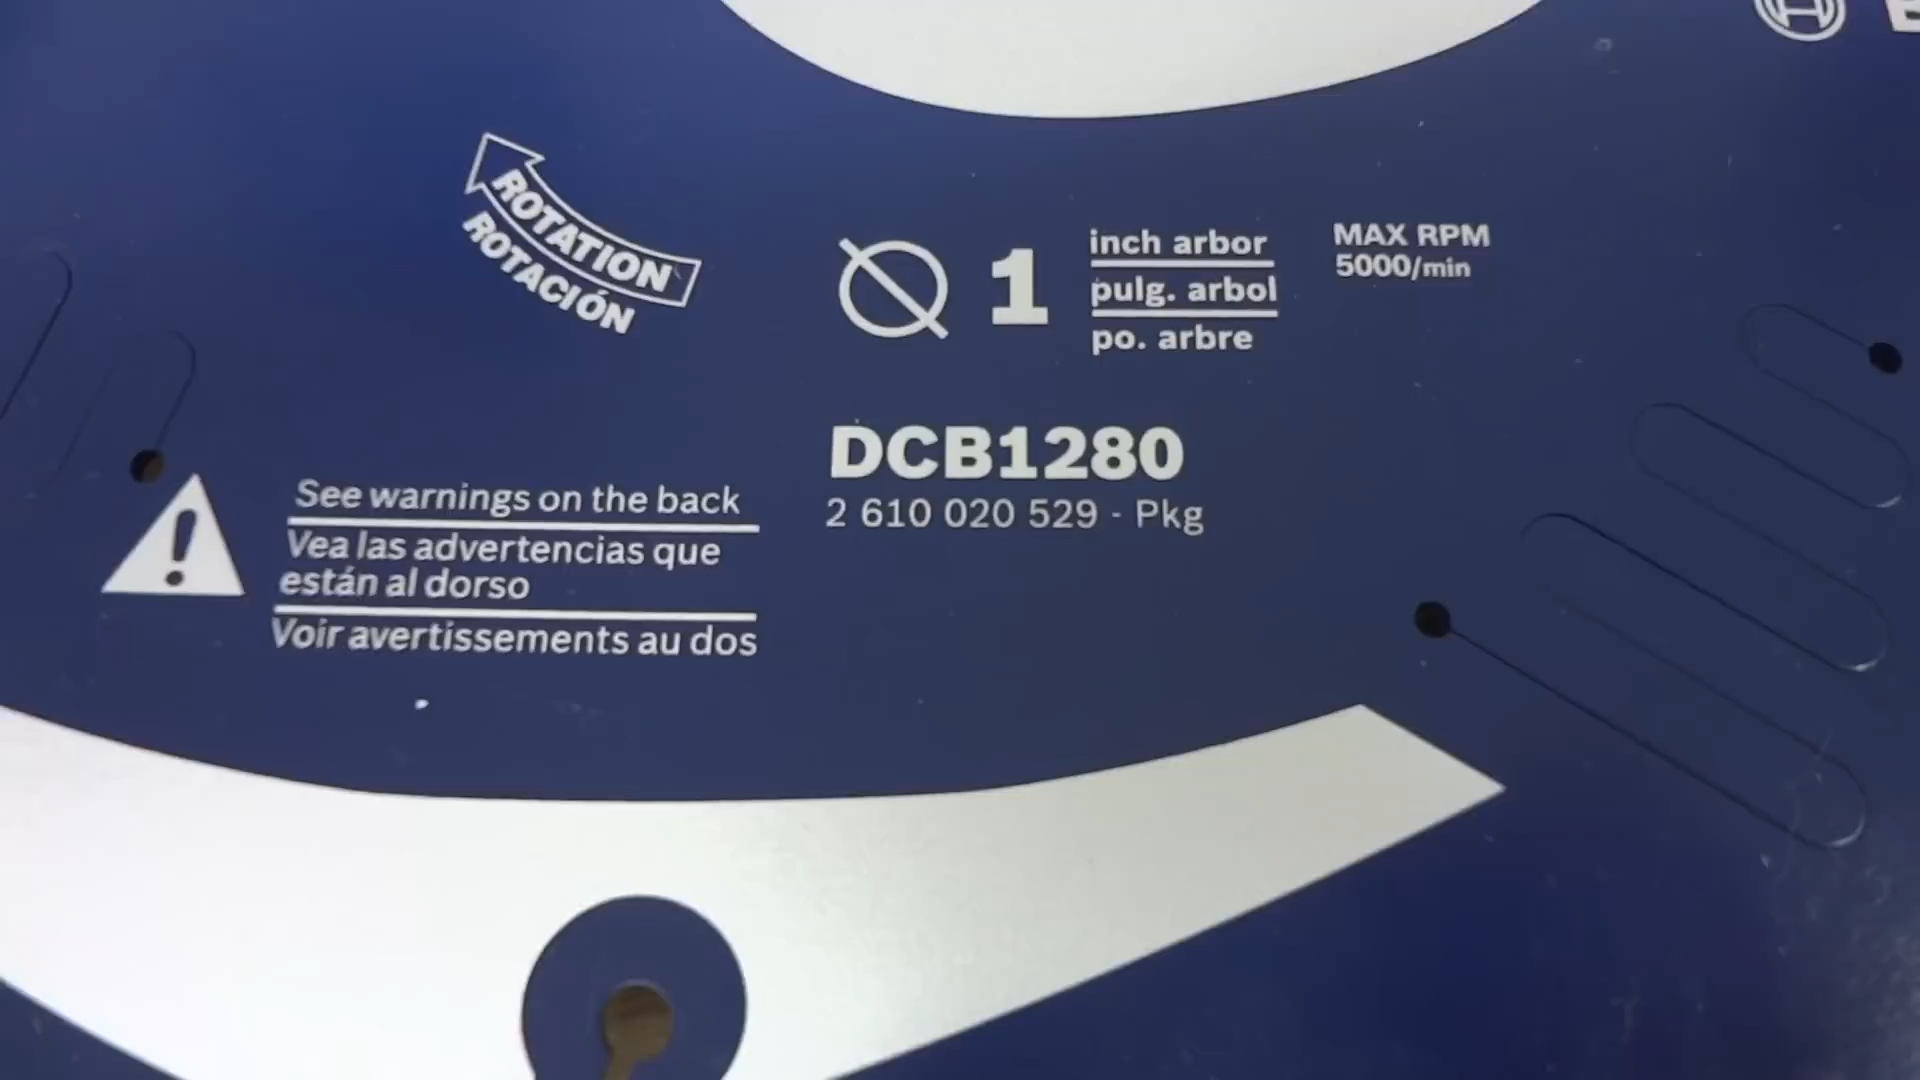 ROTATION
ROTACIÓN
1
inch arbor
pulg. arbol
po. arbre
MAX RPM
5000/min
DCB1280
2 610 020 529 - Pkg
See warnings on the back
Vea las advertencias que
están al dorso
Voir avertissements au dos